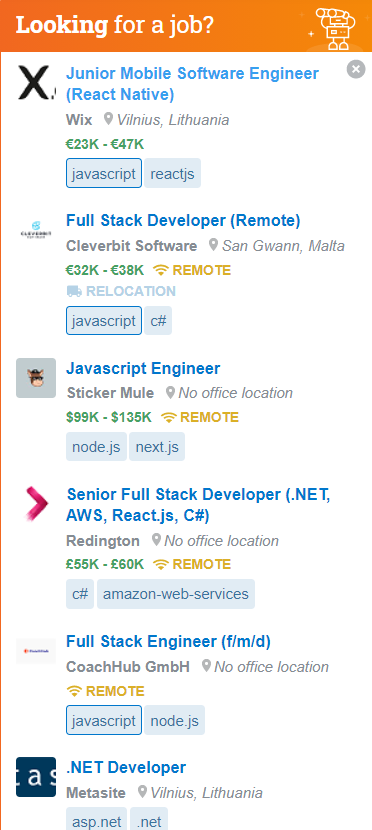 Looking for a job?
Junior Mobile Software Engineer
(React Native)
Wix Vilnius, Lithuania
€23K - €47K
javascript reactjs
Full Stack Developer (Remote)
CLEVERBIT
Cleverbit Software San Gwann, Malta
€32K - €38K REMOTE
RELOCATION
javascript c#
Javascript Engineer
Sticker Mule No office location
$99K - $135K REMOTE
node.js next.js
Senior Full Stack Developer (.NET,
AWS, React.js, C#)
Redington No office location
£55K - £60K REMOTE
c# amazon-web-services
Full Stack Engineer (f/m/d)
CoachHub
CoachHub GmbH No office location
REMOTE
javascript node.js
.NET Developer
tas
Metasite Vilnius, Lithuania
asp.net .net